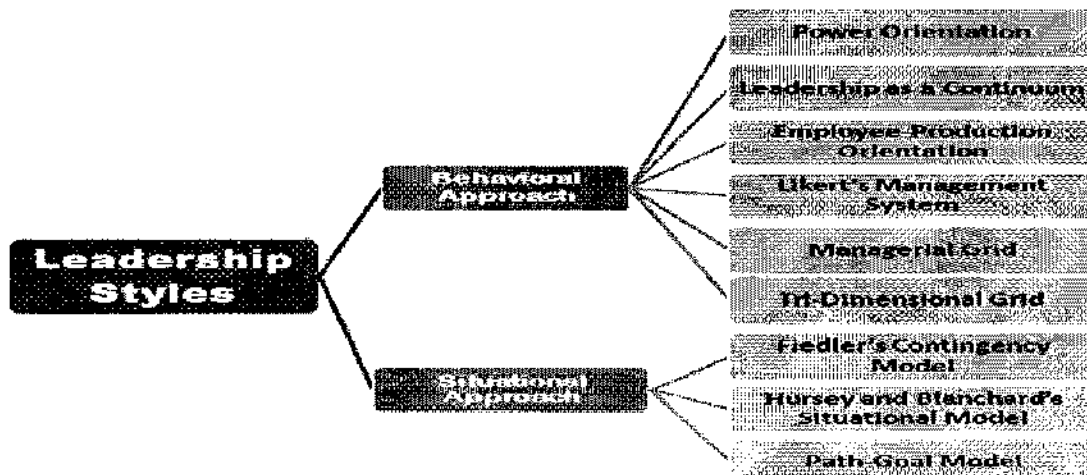 Leadership
Styles
Behavioral
Approach
Power Orientation
Leadership as a Continuum
Employee-Production
Orientation
Likert's Management
System
Managerial Grid
Tri-Dimensional Grid
Situational
Approach
Fiedler's Contingency
Model
Hursey and Blanchard's
Situational Model
Path-Goal Model